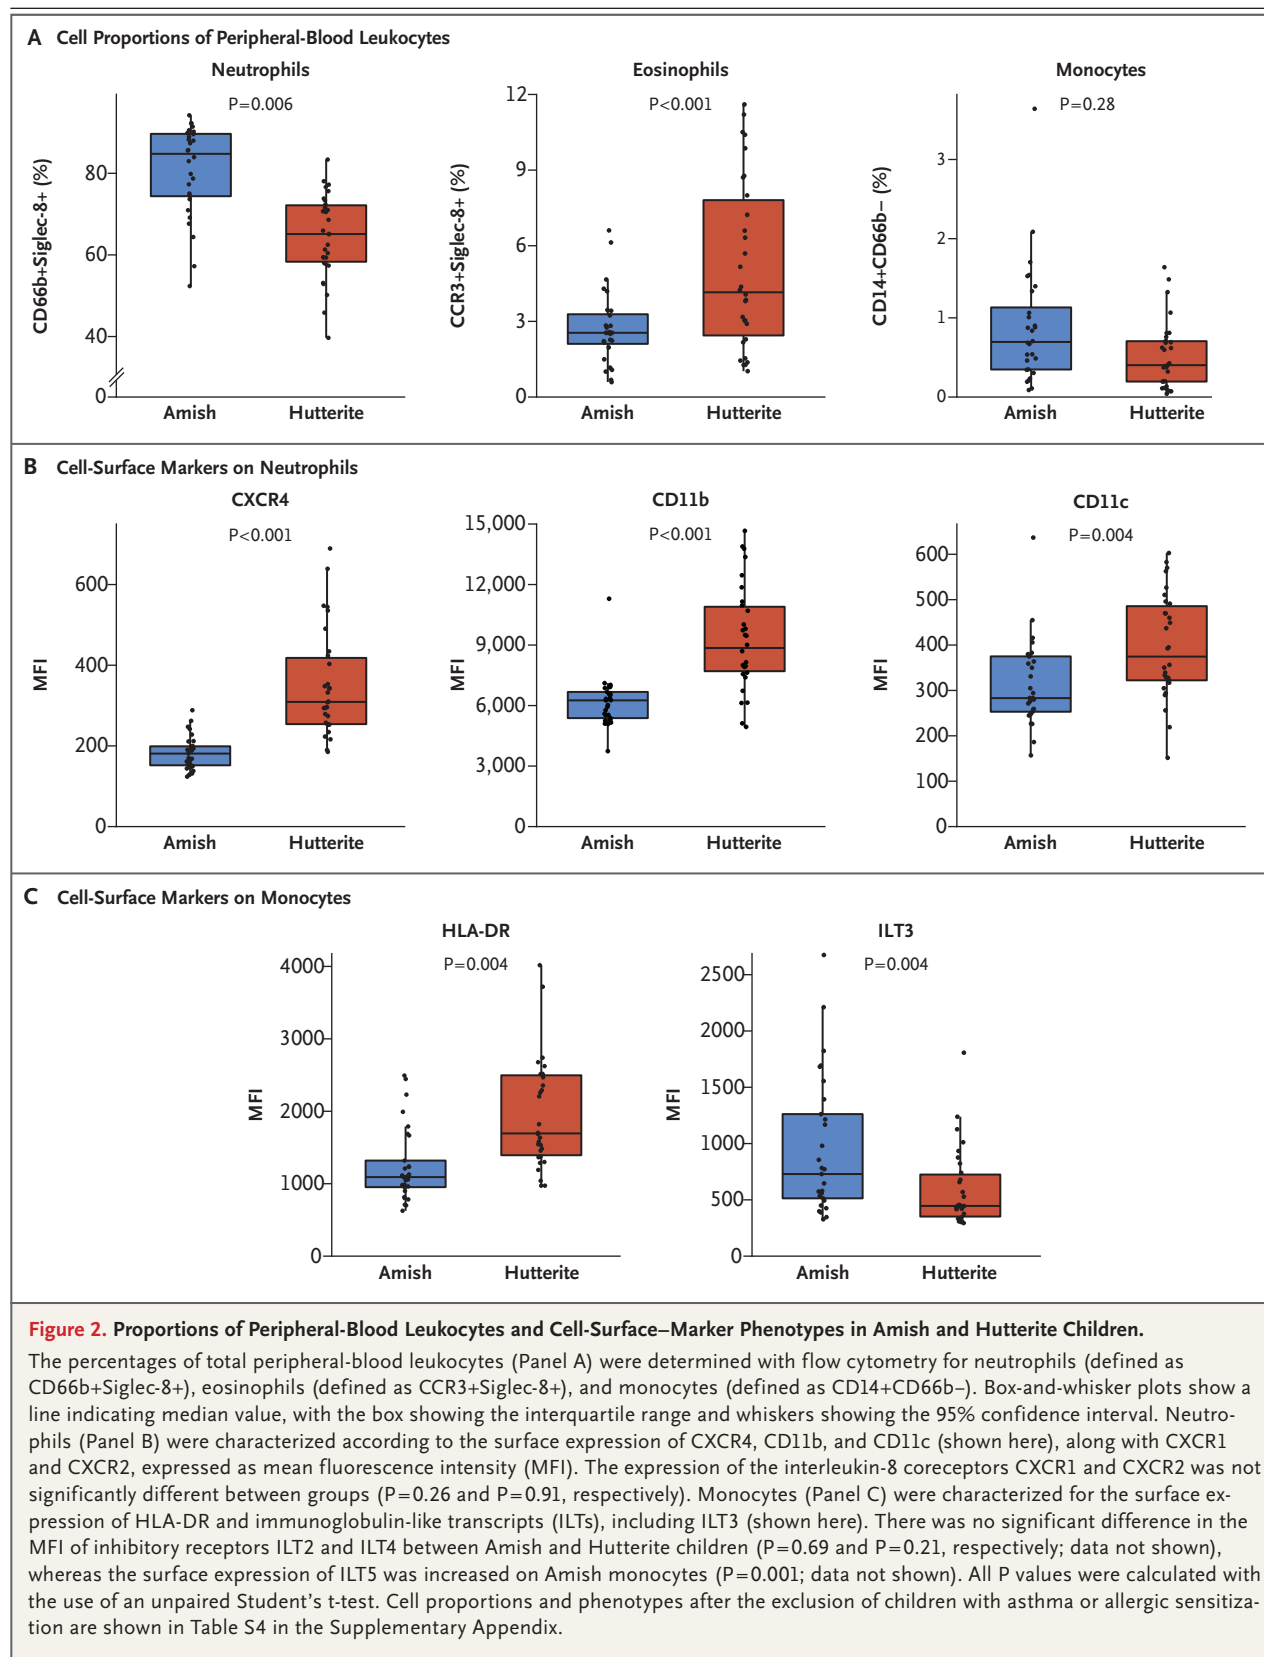 A Cell Proportions of Peripheral-Blood Leukocytes
Neutrophils
P=0.006
CD66b+Siglec-8+ (%)
80
60
40
0
Amish
Hutterite
Eosinophils
P<0.001
CCR3+Siglec-8+ (%)
12
9
6
3
0
Amish
Hutterite
Monocytes
P=0.28
CD14+CD66b− (%)
3
2
1
0
Amish
Hutterite
B Cell-Surface Markers on Neutrophils
CXCR4
P<0.001
MFI
600
400
200
0
Amish
Hutterite
CD11b
P<0.001
MFI
15,000
12,000
9,000
6,000
3,000
0
Amish
Hutterite
CD11c
P=0.004
MFI
600
500
400
300
200
100
0
Amish
Hutterite
C Cell-Surface Markers on Monocytes
HLA-DR
P=0.004
MFI
4000
3000
2000
1000
0
Amish
Hutterite
ILT3
P=0.004
MFI
2500
2000
1500
1000
500
0
Amish
Hutterite
Figure 2. Proportions of Peripheral-Blood Leukocytes and Cell-Surface–Marker Phenotypes in Amish and Hutterite Children.
The percentages of total peripheral-blood leukocytes (Panel A) were determined with flow cytometry for neutrophils (defined as
CD66b+Siglec-8+), eosinophils (defined as CCR3+Siglec-8+), and monocytes (defined as CD14+CD66b−). Box-and-whisker plots show a
line indicating median value, with the box showing the interquartile range and whiskers showing the 95% confidence interval. Neutro-
phils (Panel B) were characterized according to the surface expression of CXCR4, CD11b, and CD11c (shown here), along with CXCR1
and CXCR2, expressed as mean fluorescence intensity (MFI). The expression of the interleukin-8 coreceptors CXCR1 and CXCR2 was not
significantly different between groups (P=0.26 and P=0.91, respectively). Monocytes (Panel C) were characterized for the surface ex-
pression of HLA-DR and immunoglobulin-like transcripts (ILTs), including ILT3 (shown here). There was no significant difference in the
MFI of inhibitory receptors ILT2 and ILT4 between Amish and Hutterite children (P=0.69 and P=0.21, respectively; data not shown),
whereas the surface expression of ILT5 was increased on Amish monocytes (P=0.001; data not shown). All P values were calculated with
the use of an unpaired Student's t-test. Cell proportions and phenotypes after the exclusion of children with asthma or allergic sensitiza-
tion are shown in Table S4 in the Supplementary Appendix.